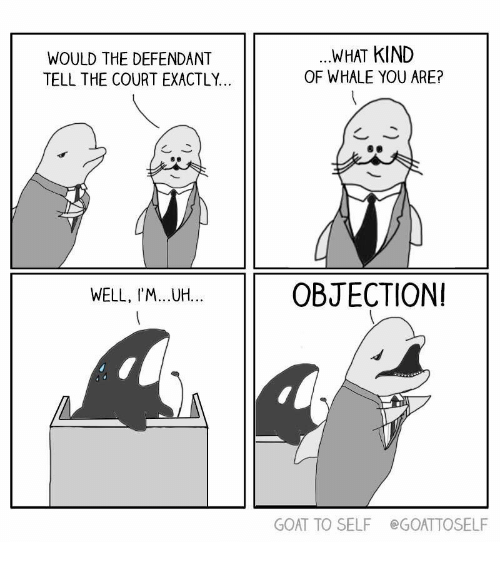 WOULD THE DEFENDANT
TELL THE COURT EXACTLY...
...WHAT KIND
OF WHALE YOU ARE?
WELL, I'M...UH...
OBJECTION!
GOAT TO SELF @GOATTOSELF